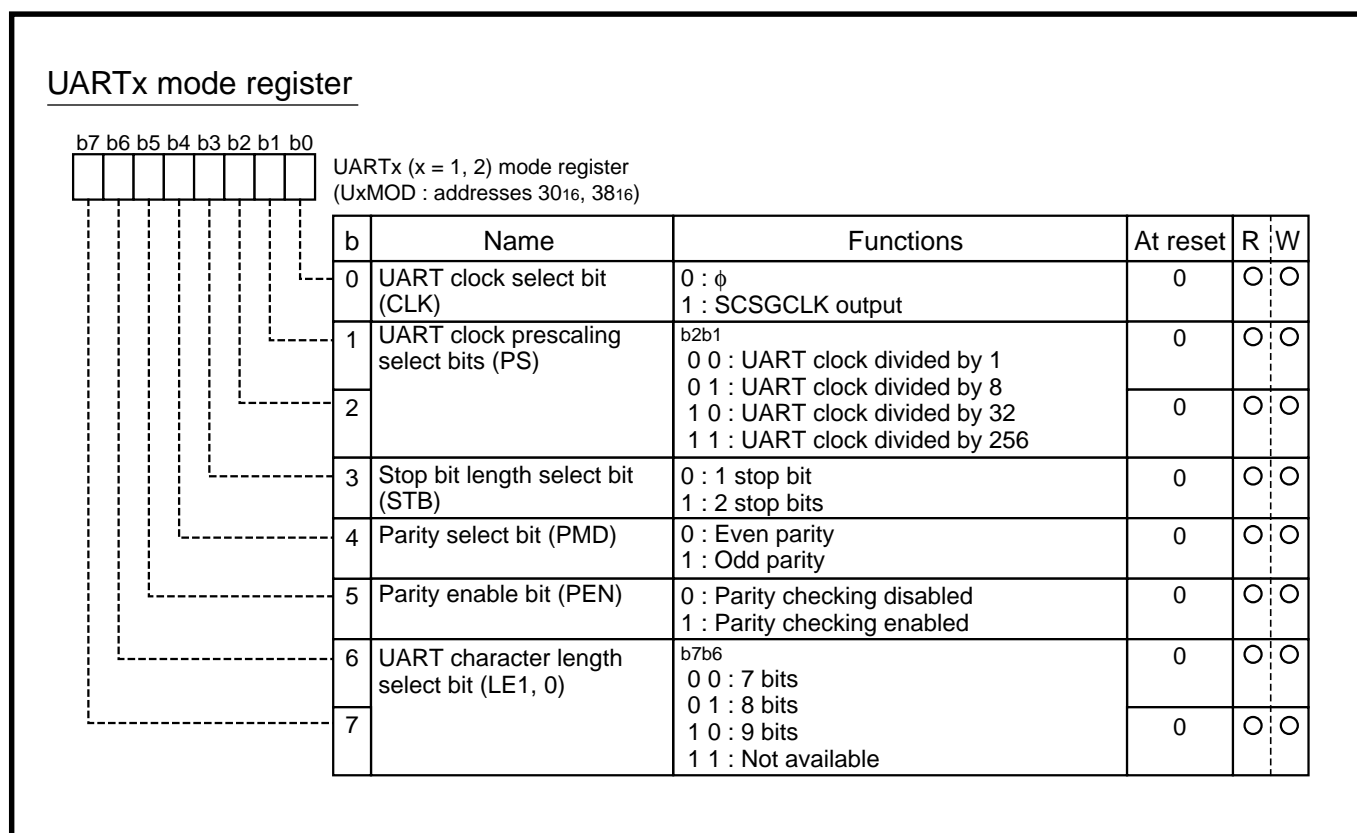 UARTx mode register
b7 b6 b5 b4 b3 b2 b1 b0
UARTx (x = 1, 2) mode register
(UxMOD : addresses 3016, 3816)
b Name Functions At reset R W
0 UART clock select bit 0 : ϕ 0 O O
(CLK) 1 : SCSGCLK output
1 UART clock prescaling b2b1 0 O O
select bits (PS) 0 0 : UART clock divided by 1
0 1 : UART clock divided by 8
2 1 0 : UART clock divided by 32 0 O O
1 1 : UART clock divided by 256
3 Stop bit length select bit 0 : 1 stop bit 0 O O
(STB) 1 : 2 stop bits
4 Parity select bit (PMD) 0 : Even parity 0 O O
1 : Odd parity
5 Parity enable bit (PEN) 0 : Parity checking disabled 0 O O
1 : Parity checking enabled
6 UART character length b7b6 0 O O
select bit (LE1, 0) 0 0 : 7 bits
0 1 : 8 bits
7 1 0 : 9 bits 0 O O
1 1 : Not available